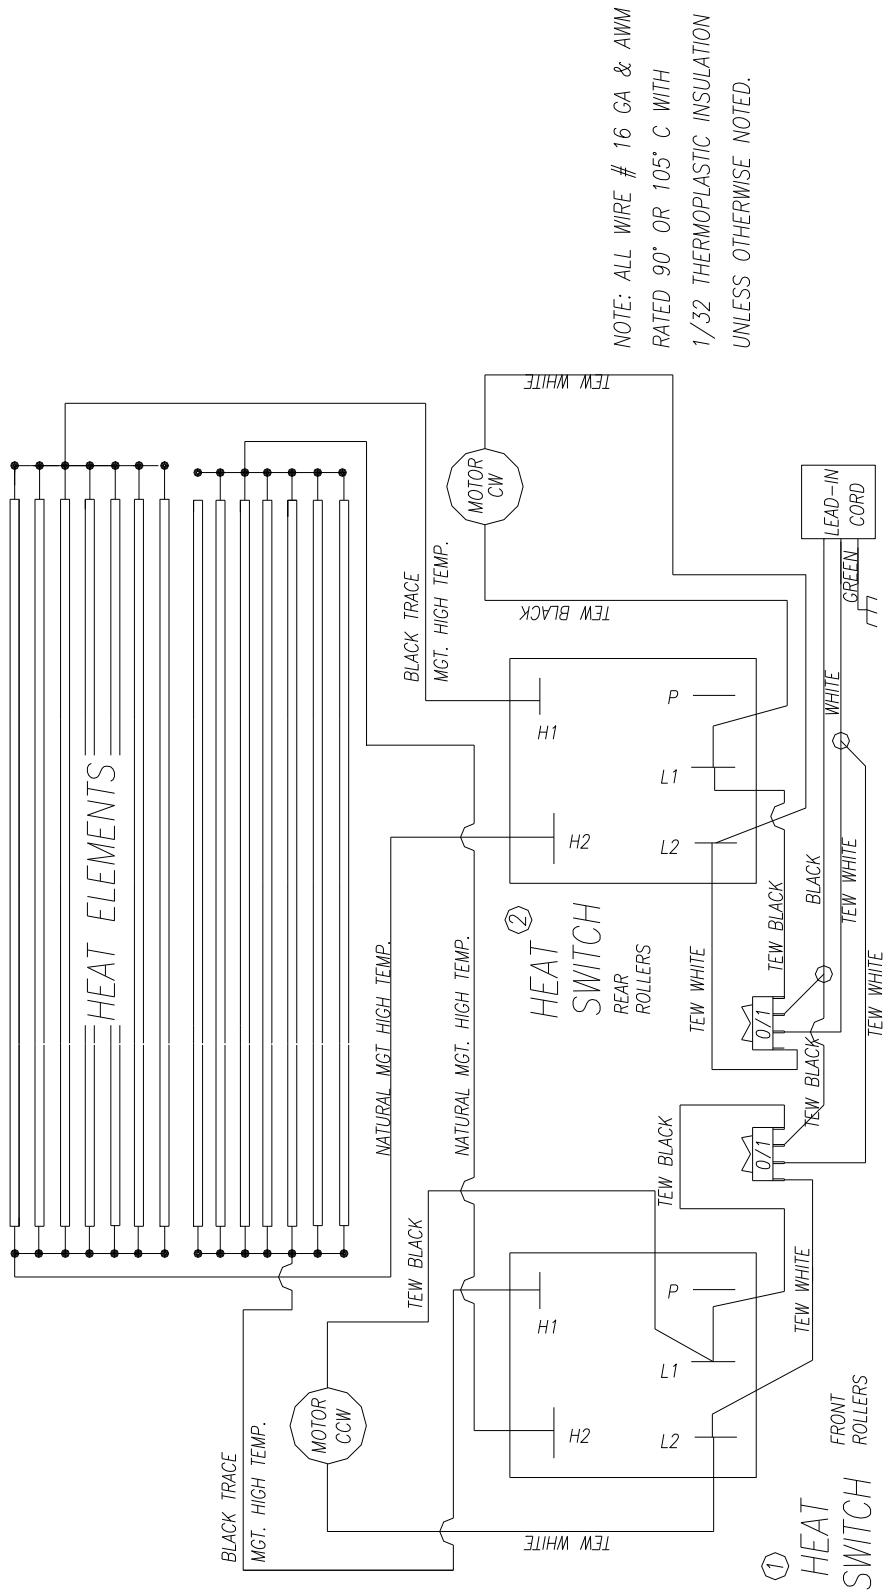 NOTE: ALL WIRE # 16 GA & AWM
RATED 90° OR 105° C WITH
1/32 THERMOPLASTIC INSULATION
UNLESS OTHERWISE NOTED.
HEAT ELEMENTS
BLACK TRACE
MGT. HIGH TEMP.
MOTOR
CCW
TEW BLACK
TEW WHITE
NATURAL MGT HIGH TEMP.
NATURAL MGT. HIGH TEMP.
BLACK TRACE
MGT. HIGH TEMP.
MOTOR
CW
TEW BLACK
TEW WHITE
H2
H1
L2
L1
P
H2
H1
L2
L1
P
2
HEAT
SWITCH
REAR
ROLLERS
1
HEAT
SWITCH
FRONT
ROLLERS
TEW WHITE
TEW BLACK
0/1
TEW BLACK
TEW WHITE
0/1
TEW BLACK
BLACK
TEW WHITE
TEW WHITE
WHITE
GREEN
LEAD-IN
CORD